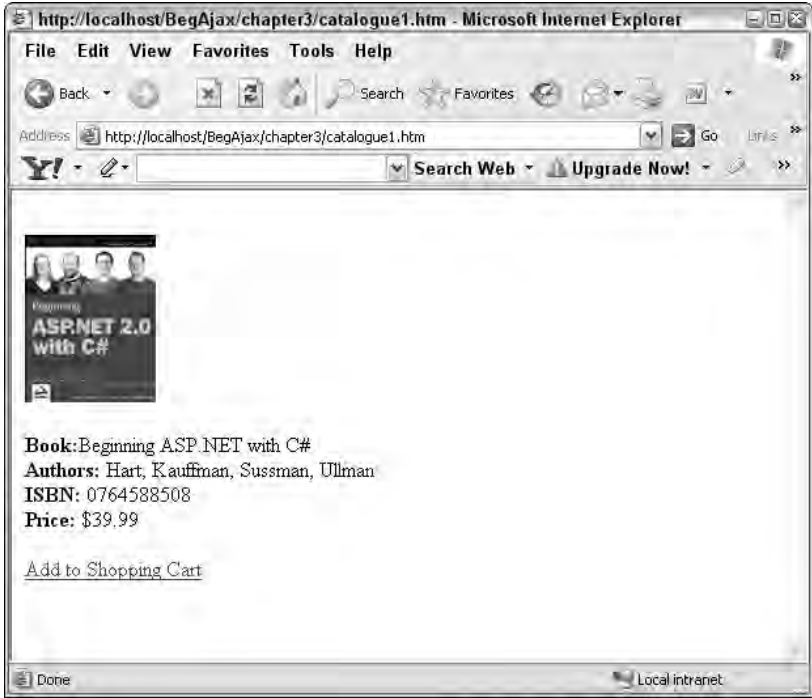 http://localhost/BegAjax/chapter3/catalogue1.htm - Microsoft Internet Explorer
File Edit View Favorites Tools Help
Back Search Favorites »
Address http://localhost/BegAjax/chapter3/catalogue1.htm Go Links »
Y! Search Web Upgrade Now! »
Beginning
ASP.NET 2.0
with C#
Book:Beginning ASP.NET with C#
Authors: Hart, Kauffman, Sussman, Ullman
ISBN: 0764588508
Price: $39.99
Add to Shopping Cart
Done Local intranet